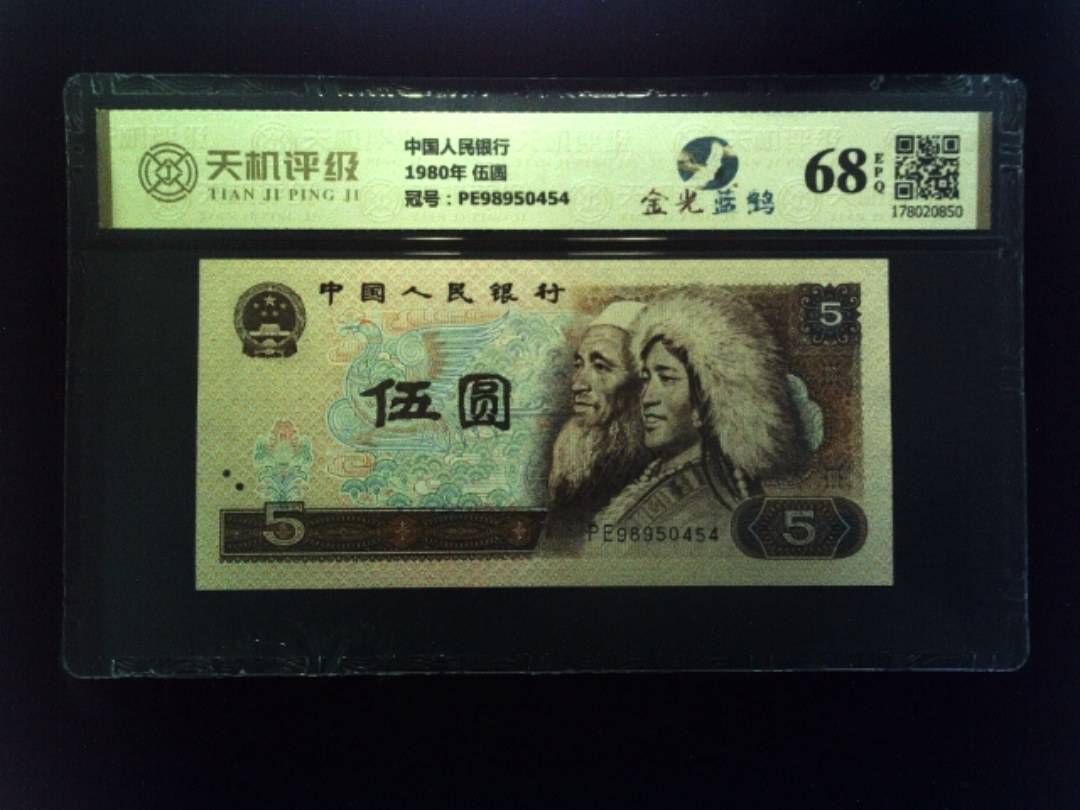 天机评级
TIAN JI PING JI
中国人民银行
1980年 伍圆
冠号：PE98950454
金光蓝鹤
68
EPQ
178020850
中国人民银行
5
伍圆
5
PE98950454
5